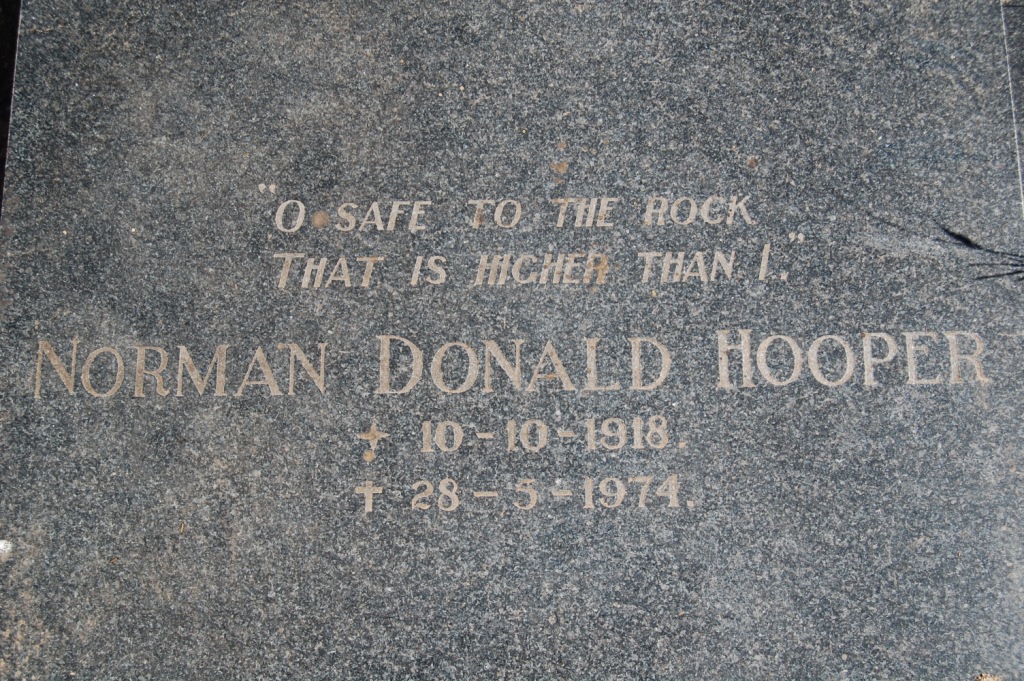 "O SAFE TO THE ROCK
THAT IS HIGHER THAN I."
NORMAN DONALD HOOPER
✦ 10-10-1918.
✝ 28-5-1974.